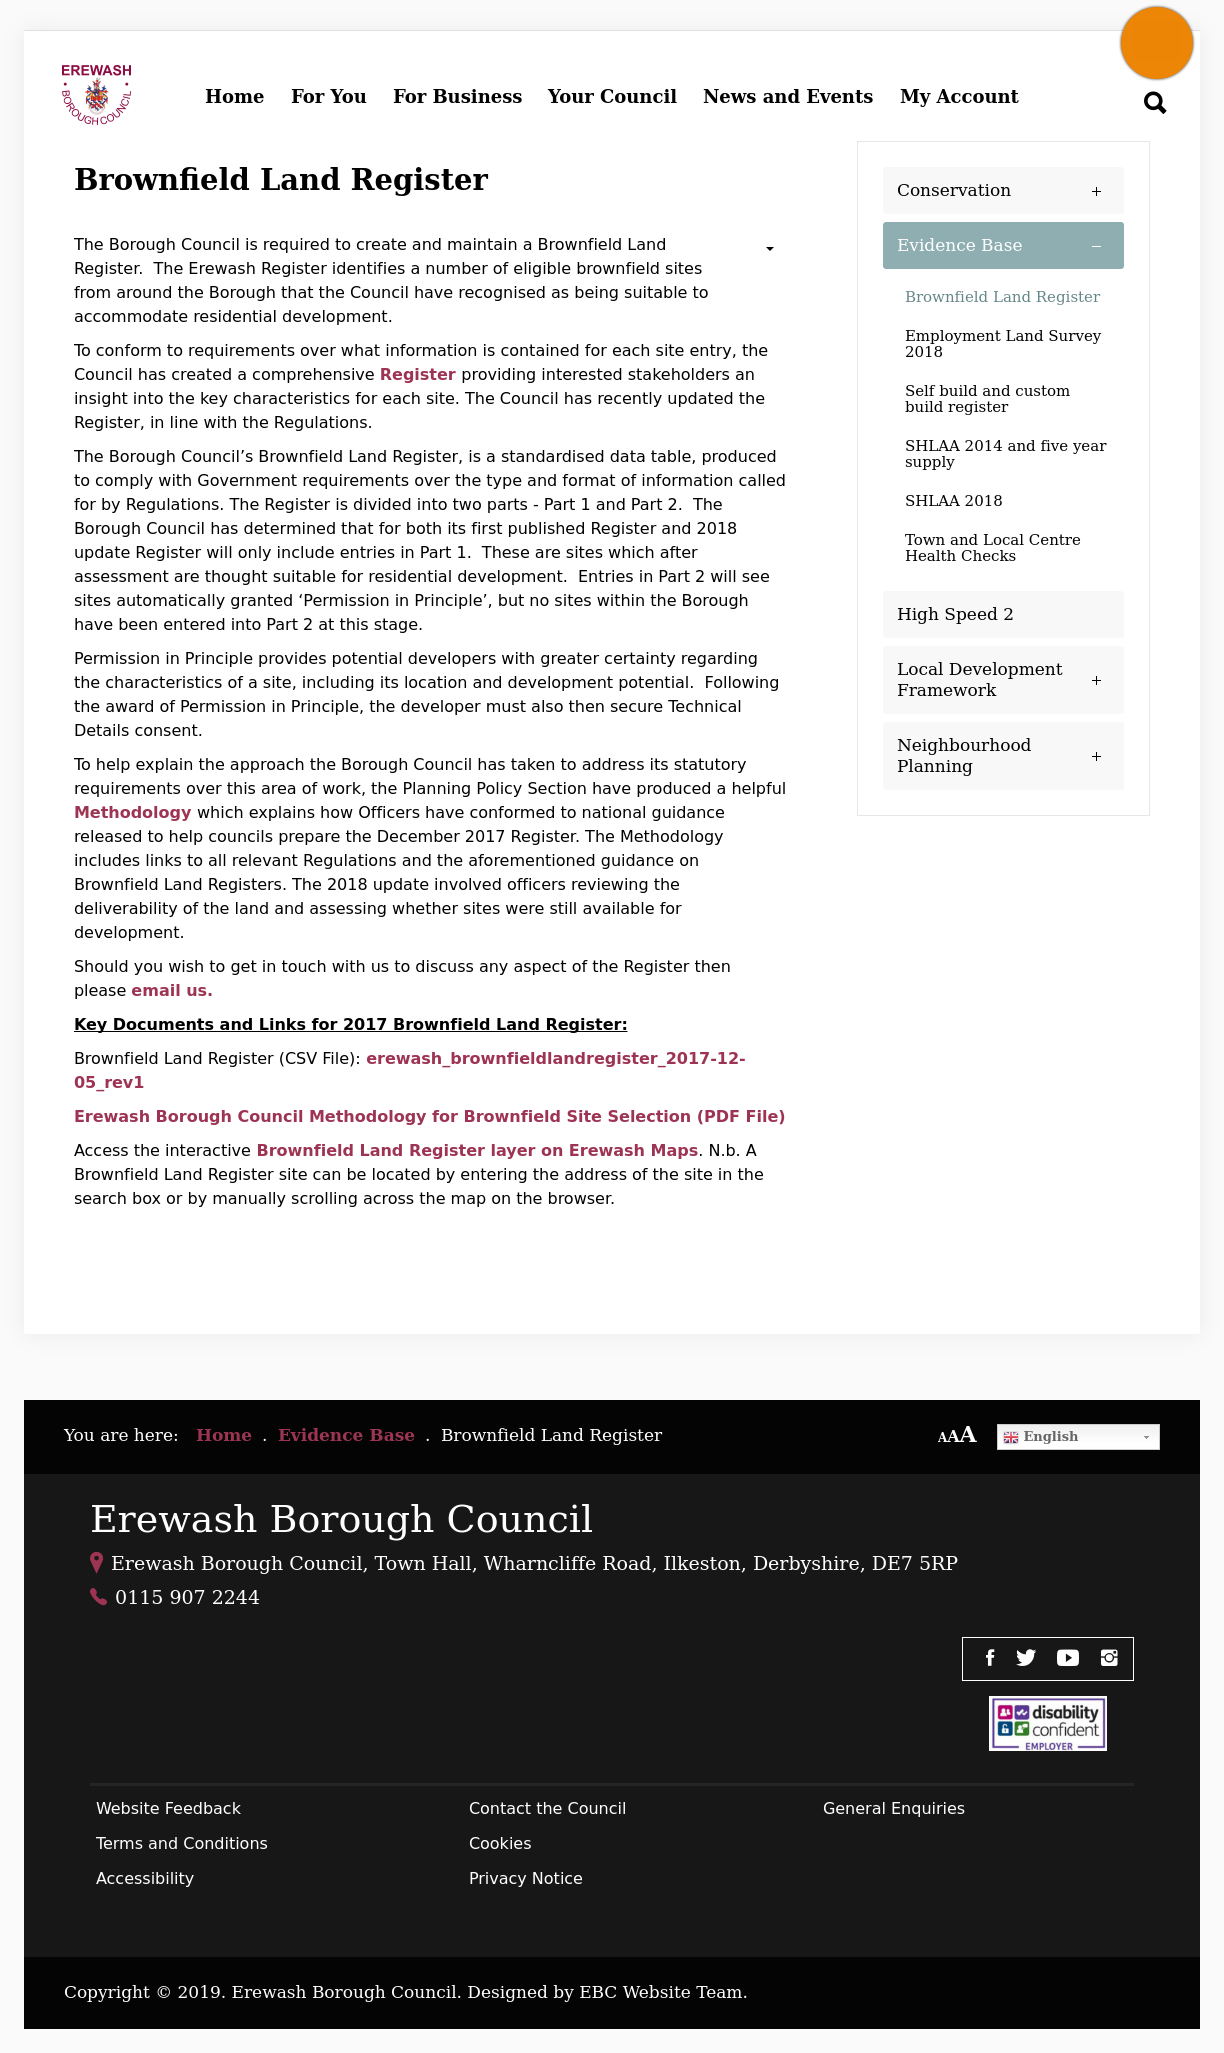 EREWASH
BOROUGH COUNCIL
Home For You For Business Your Council News and Events My Account
Brownfield Land Register
The Borough Council is required to create and maintain a Brownfield Land
Register.  The Erewash Register identifies a number of eligible brownfield sites
from around the Borough that the Council have recognised as being suitable to
accommodate residential development.
To conform to requirements over what information is contained for each site entry, the
Council has created a comprehensive Register providing interested stakeholders an
insight into the key characteristics for each site. The Council has recently updated the
Register, in line with the Regulations.
The Borough Council’s Brownfield Land Register, is a standardised data table, produced
to comply with Government requirements over the type and format of information called
for by Regulations. The Register is divided into two parts - Part 1 and Part 2.  The
Borough Council has determined that for both its first published Register and 2018
update Register will only include entries in Part 1.  These are sites which after
assessment are thought suitable for residential development.  Entries in Part 2 will see
sites automatically granted ‘Permission in Principle’, but no sites within the Borough
have been entered into Part 2 at this stage.
Permission in Principle provides potential developers with greater certainty regarding
the characteristics of a site, including its location and development potential.  Following
the award of Permission in Principle, the developer must also then secure Technical
Details consent.
To help explain the approach the Borough Council has taken to address its statutory
requirements over this area of work, the Planning Policy Section have produced a helpful
Methodology which explains how Officers have conformed to national guidance
released to help councils prepare the December 2017 Register. The Methodology
includes links to all relevant Regulations and the aforementioned guidance on
Brownfield Land Registers. The 2018 update involved officers reviewing the
deliverability of the land and assessing whether sites were still available for
development.
Should you wish to get in touch with us to discuss any aspect of the Register then
please email us.
Key Documents and Links for 2017 Brownfield Land Register:
Brownfield Land Register (CSV File): erewash_brownfieldlandregister_2017-12-
05_rev1
Erewash Borough Council Methodology for Brownfield Site Selection (PDF File)
Access the interactive Brownfield Land Register layer on Erewash Maps. N.b. A
Brownfield Land Register site can be located by entering the address of the site in the
search box or by manually scrolling across the map on the browser.
Conservation +
Evidence Base −
Brownfield Land Register
Employment Land Survey
2018
Self build and custom
build register
SHLAA 2014 and five year
supply
SHLAA 2018
Town and Local Centre
Health Checks
High Speed 2
Local Development
Framework +
Neighbourhood
Planning +
You are here: Home . Evidence Base . Brownfield Land Register
AAA English
Erewash Borough Council
Erewash Borough Council, Town Hall, Wharncliffe Road, Ilkeston, Derbyshire, DE7 5RP
0115 907 2244
disability
confident
EMPLOYER
Website Feedback Contact the Council General Enquiries
Terms and Conditions Cookies
Accessibility Privacy Notice
Copyright © 2019. Erewash Borough Council. Designed by EBC Website Team.